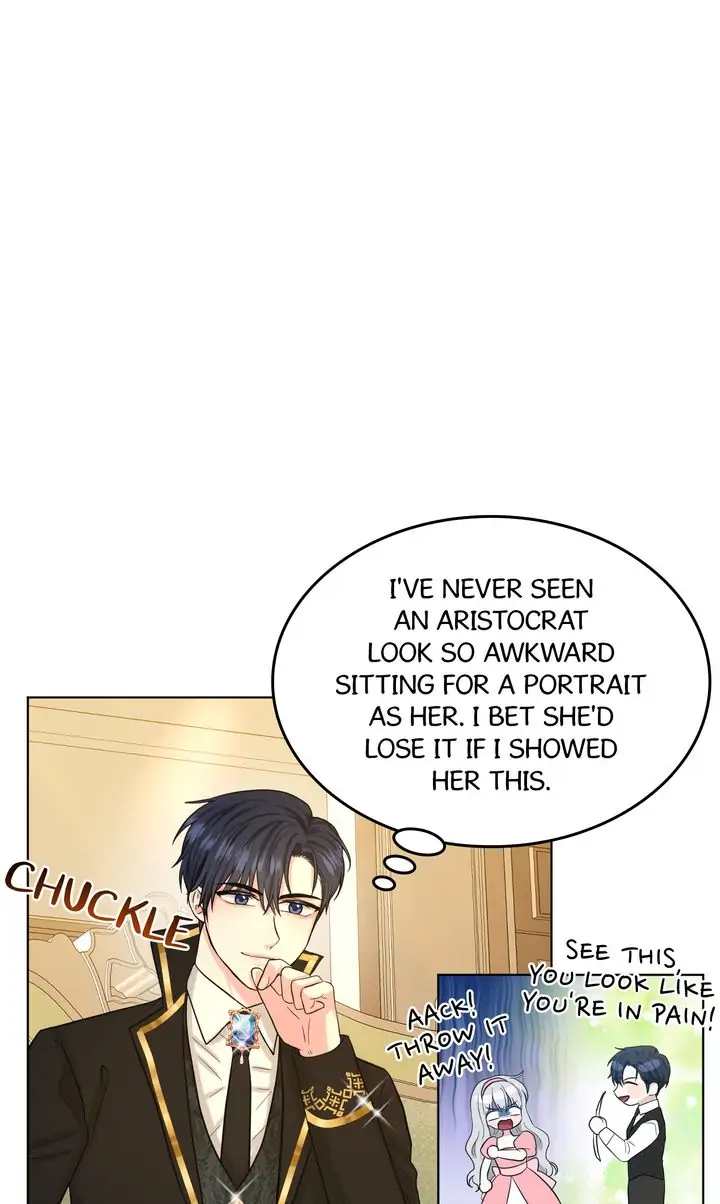 I'VE NEVER SEEN
AN ARISTOCRAT
LOOK SO AWKWARD
SITTING FOR A PORTRAIT
AS HER. I BET SHE'D
LOSE IT IF I SHOWED
HER THIS.
CHUCKLE
SEE THIS,
YOU LOOK LIKE
YOU'RE IN PAIN!
AACK!
THROW IT
AWAY!